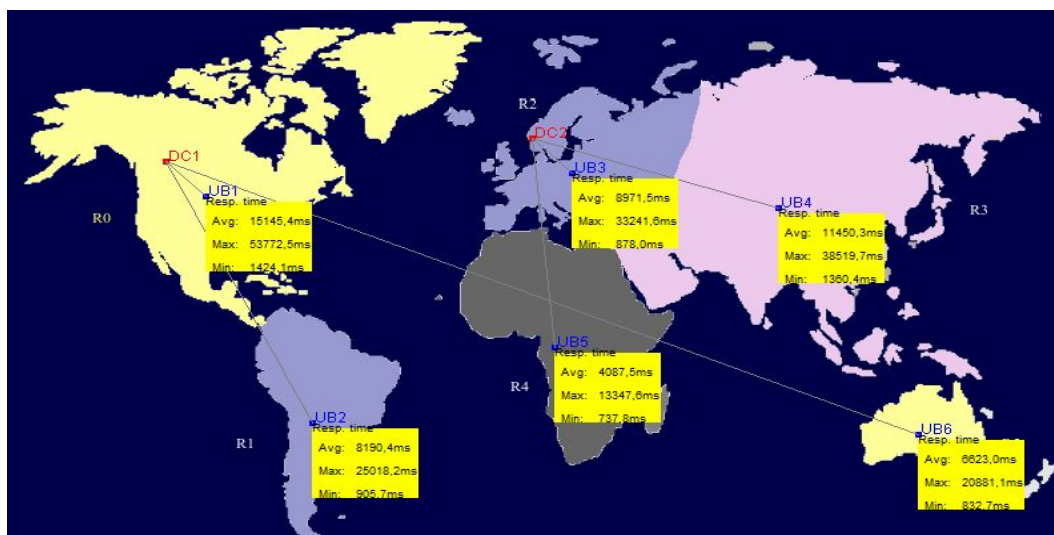 R2
DC2
DC1
UB3
Resp. time
Avg: 8971,5ms
Max: 33241,6ms
Min: 878,0ms
UB1
Resp. time
Avg: 15145,4ms
Max: 53772,5ms
Min: 1424,1ms
UB4
Resp. time
Avg: 11450,3ms
Max: 38519,7ms
Min: 1360,4ms
R0
R3
UB5
Resp. time
Avg: 4087,5ms
Max: 13347,6ms
Min: 737,8ms
R4
UB2
Resp. time
Avg: 8190,4ms
Max: 25018,2ms
Min: 905,7ms
R1
UB6
Resp. time
Avg: 6623,0ms
Max: 20881,1ms
Min: 832,7ms